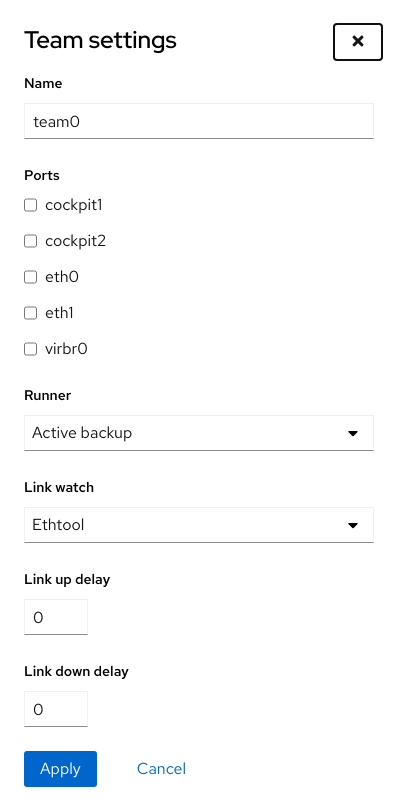 Team settings
Name
team0
Ports
cockpit1
cockpit2
eth0
eth1
virbr0
Runner
Active backup
Link watch
Ethtool
Link up delay
0
Link down delay
0
Apply Cancel